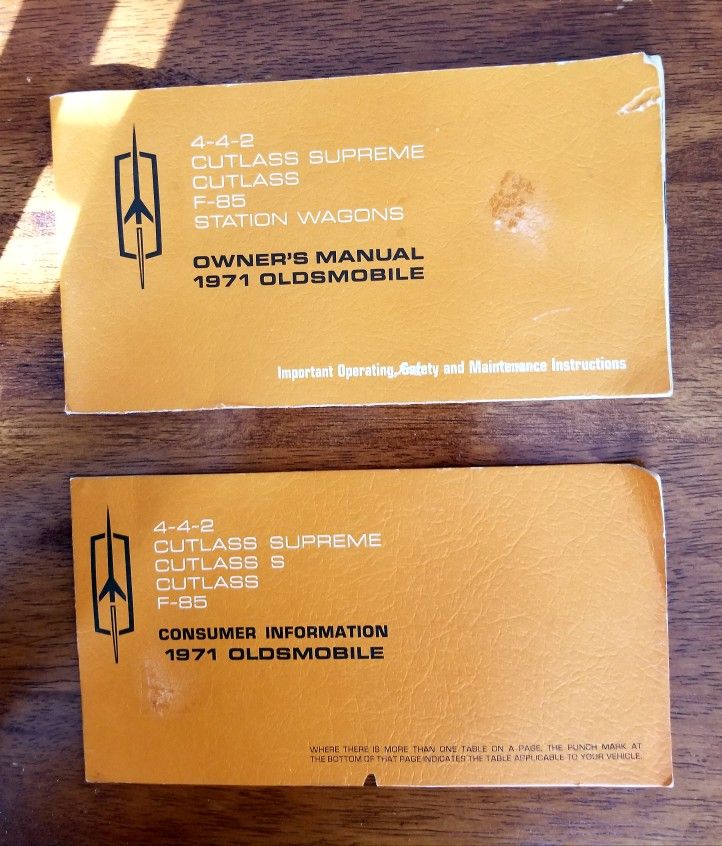 4-4-2
CUTLASS SUPREME
CUTLASS
F-85
STATION WAGONS
OWNER'S MANUAL
1971 OLDSMOBILE
Important Operating, Safety and Maintenance Instructions
4-4-2
CUTLASS SUPREME
CUTLASS S
CUTLASS
F-85
CONSUMER INFORMATION
1971 OLDSMOBILE
WHERE THERE IS MORE THAN ONE TABLE ON A PAGE, THE PUNCH MARK AT
THE BOTTOM OF THAT PAGE INDICATES THE TABLE APPLICABLE TO YOUR VEHICLE.